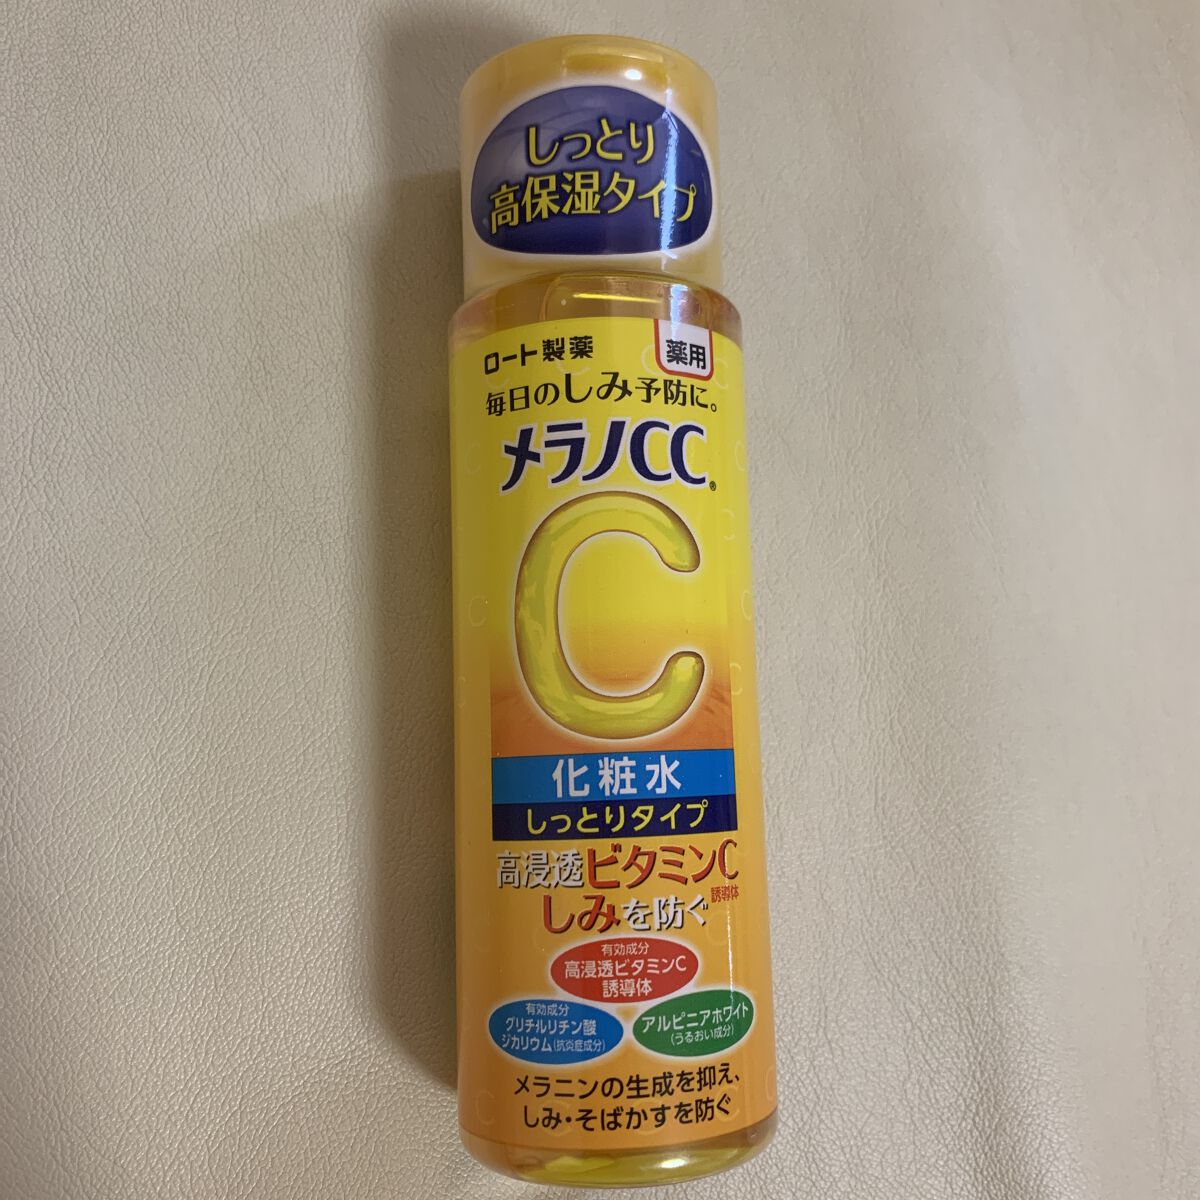 しっとり
高保湿タイプ
ロート製薬
薬用
毎日のしみ予防に。
メラノCC®
C
化粧水
しっとりタイプ
高浸透ビタミンC
誘導体
しみを防ぐ
有効成分
高浸透ビタミンC
誘導体
有効成分
グリチルリチン酸
ジカリウム(抗炎症成分)
アルピニアホワイト
(うるおい成分)
メラニンの生成を抑え、
しみ・そばかすを防ぐ